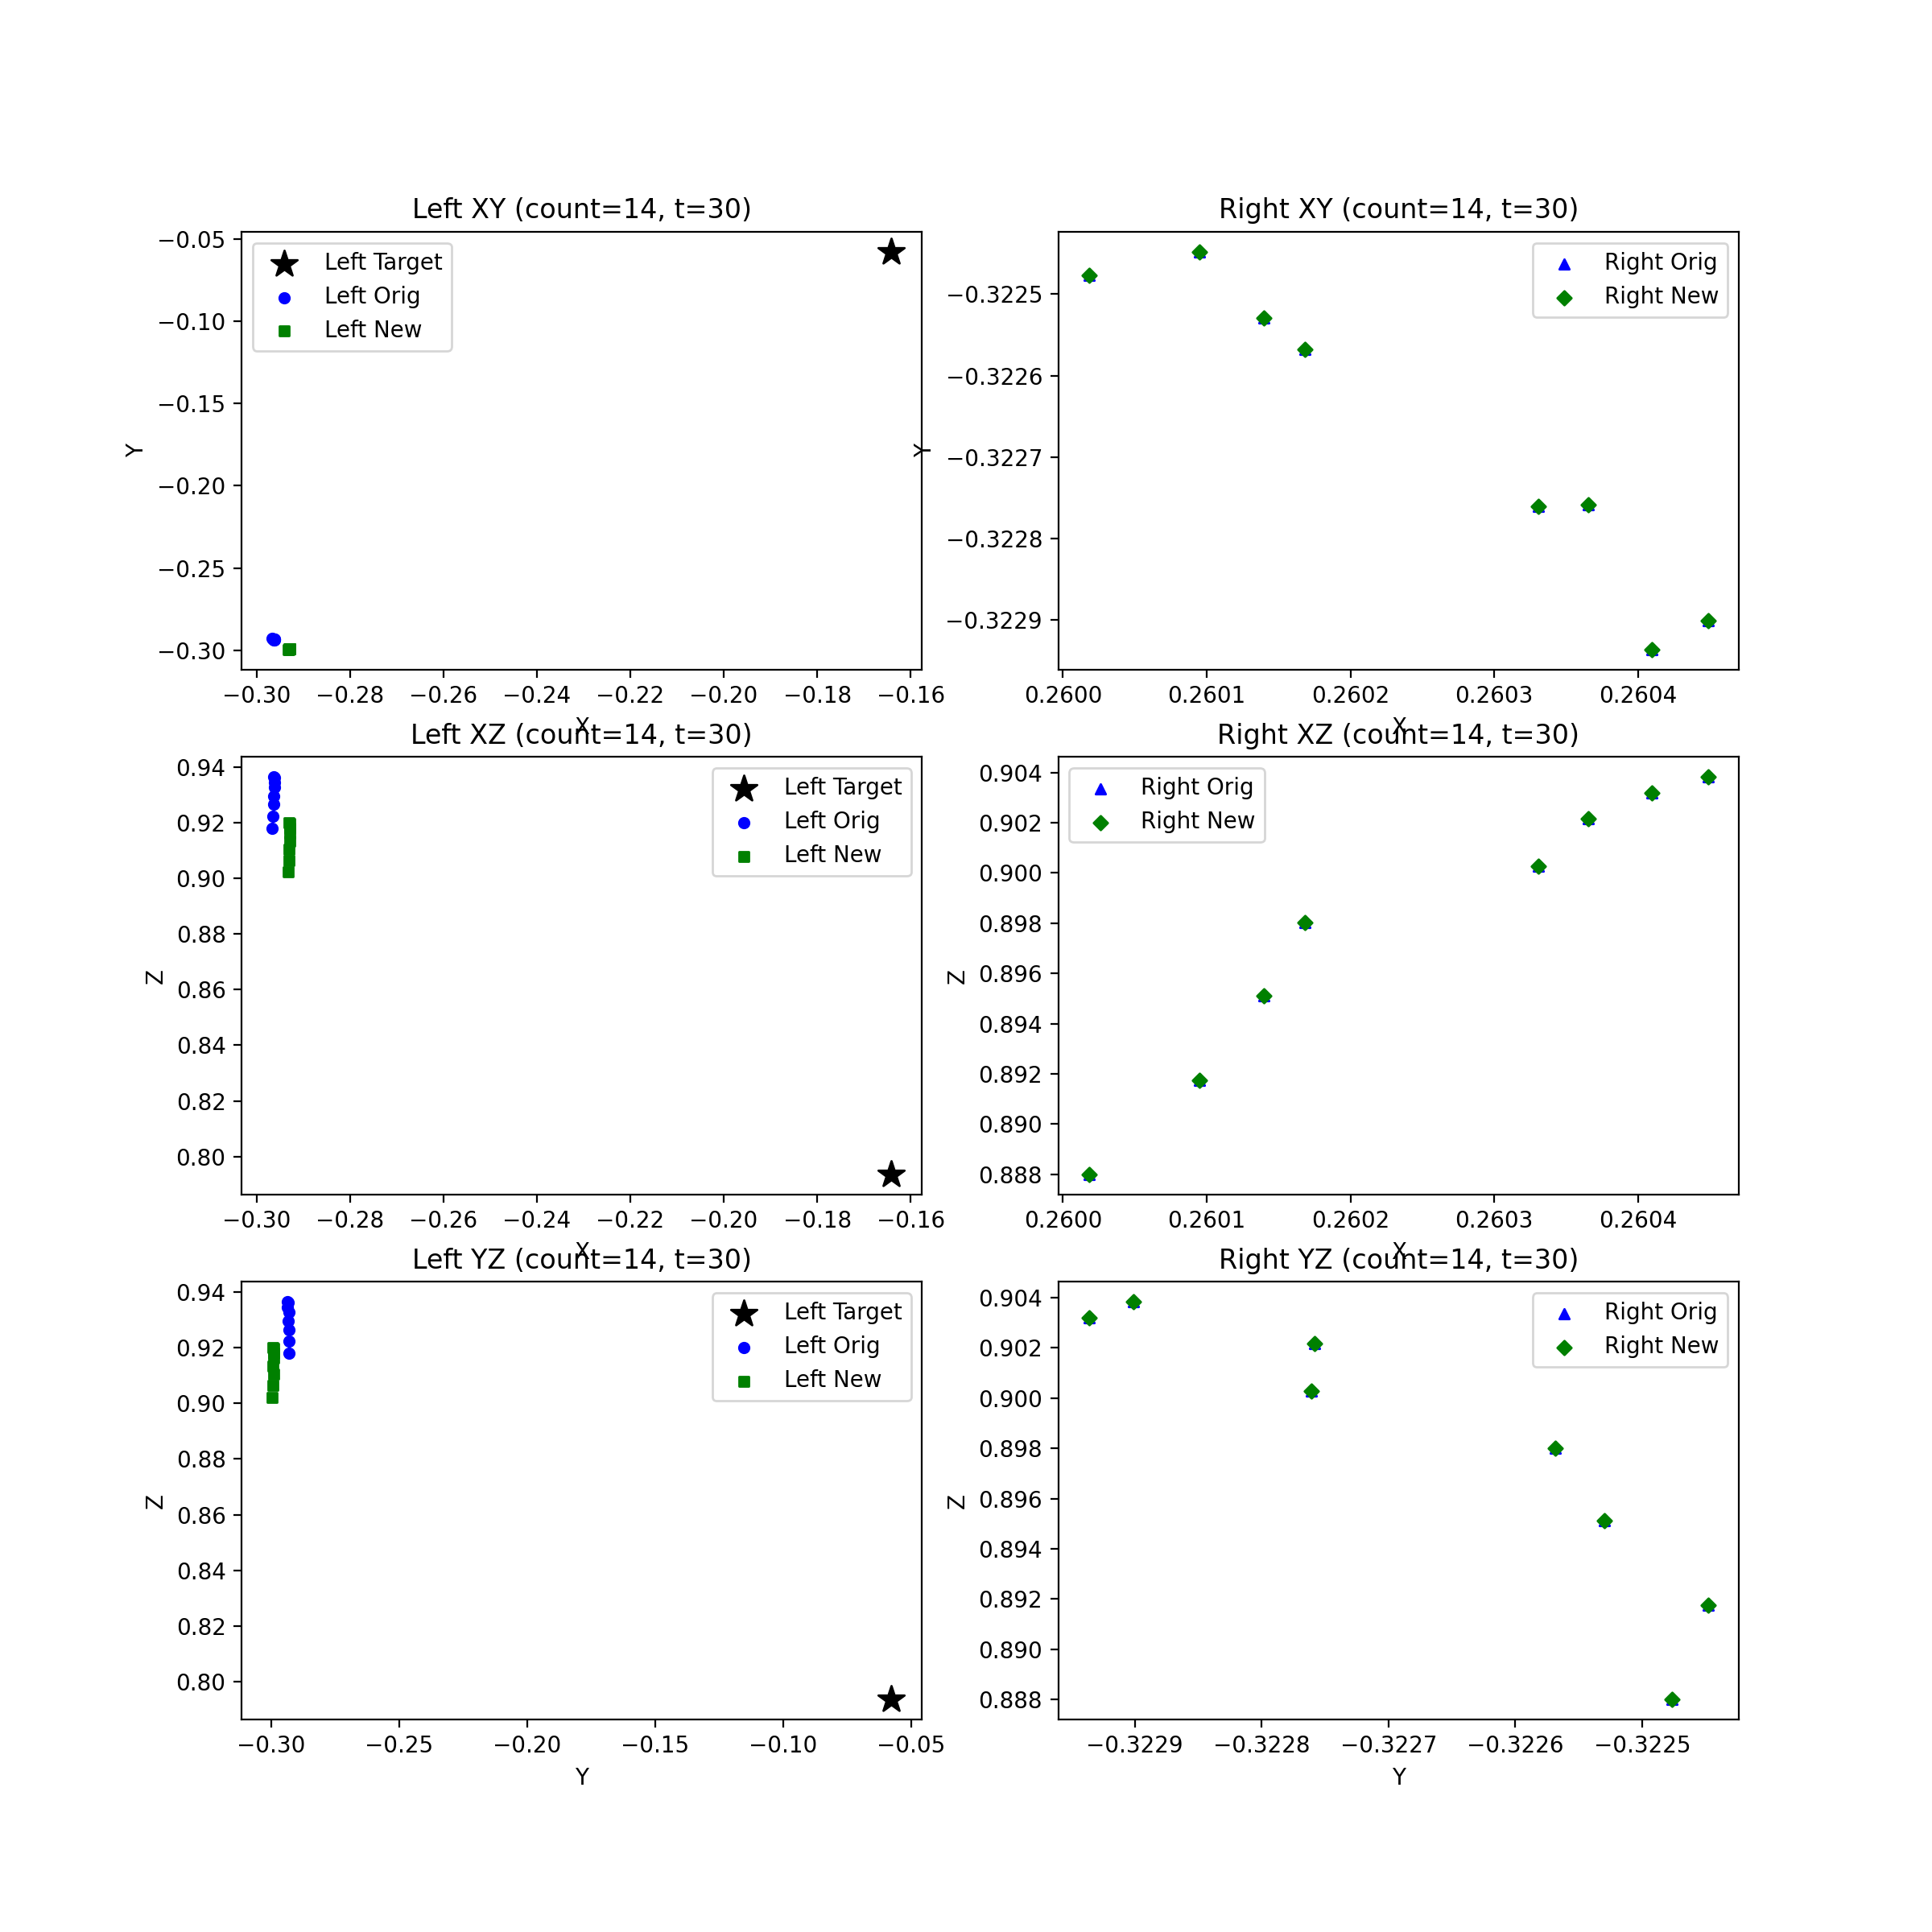 Left XY (count=14, t=30)
−0.05
−0.10
−0.15
−0.20
−0.25
−0.30
Y
Left Target
Left Orig
Left New
−0.30 −0.28 −0.26 −0.24 −0.22 −0.20 −0.18 −0.16
X
Right XY (count=14, t=30)
−0.3225
−0.3226
−0.3227
−0.3228
−0.3229
Y
Right Orig
Right New
0.2600 0.2601 0.2602 0.2603 0.2604
X
Left XZ (count=14, t=30)
0.94
0.92
0.90
0.88
0.86
0.84
0.82
0.80
Z
Left Target
Left Orig
Left New
−0.30 −0.28 −0.26 −0.24 −0.22 −0.20 −0.18 −0.16
X
Right XZ (count=14, t=30)
0.904
0.902
0.900
0.898
0.896
0.894
0.892
0.890
0.888
Z
Right Orig
Right New
0.2600 0.2601 0.2602 0.2603 0.2604
X
Left YZ (count=14, t=30)
0.94
0.92
0.90
0.88
0.86
0.84
0.82
0.80
Z
Left Target
Left Orig
Left New
−0.30 −0.25 −0.20 −0.15 −0.10 −0.05
Y
Right YZ (count=14, t=30)
0.904
0.902
0.900
0.898
0.896
0.894
0.892
0.890
0.888
Z
Right Orig
Right New
−0.3229 −0.3228 −0.3227 −0.3226 −0.3225
Y